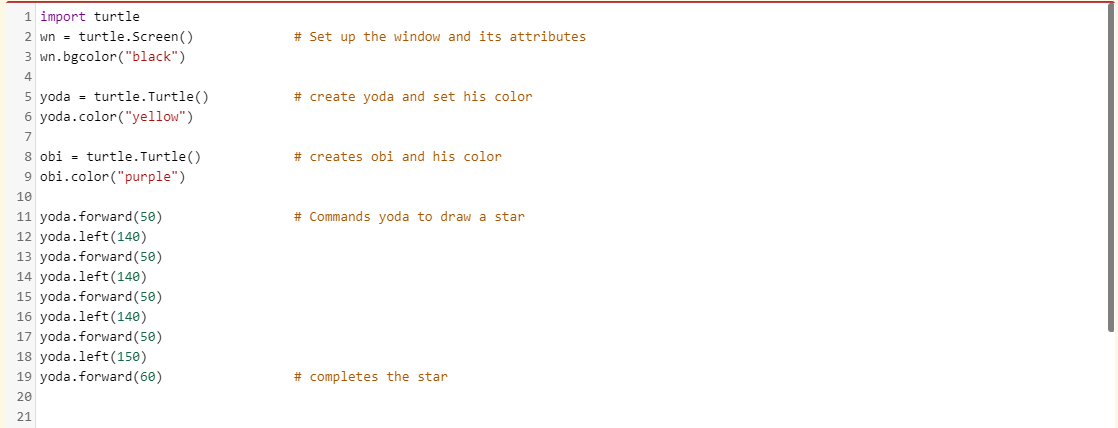 1 import turtle
2 wn = turtle.Screen() # Set up the window and its attributes
3 wn.bgcolor("black")
4
5 yoda = turtle.Turtle() # create yoda and set his color
6 yoda.color("yellow")
7
8 obi = turtle.Turtle() # creates obi and his color
9 obi.color("purple")
10
11 yoda.forward(50) # Commands yoda to draw a star
12 yoda.left(140)
13 yoda.forward(50)
14 yoda.left(140)
15 yoda.forward(50)
16 yoda.left(140)
17 yoda.forward(50)
18 yoda.left(150)
19 yoda.forward(60) # completes the star
20
21